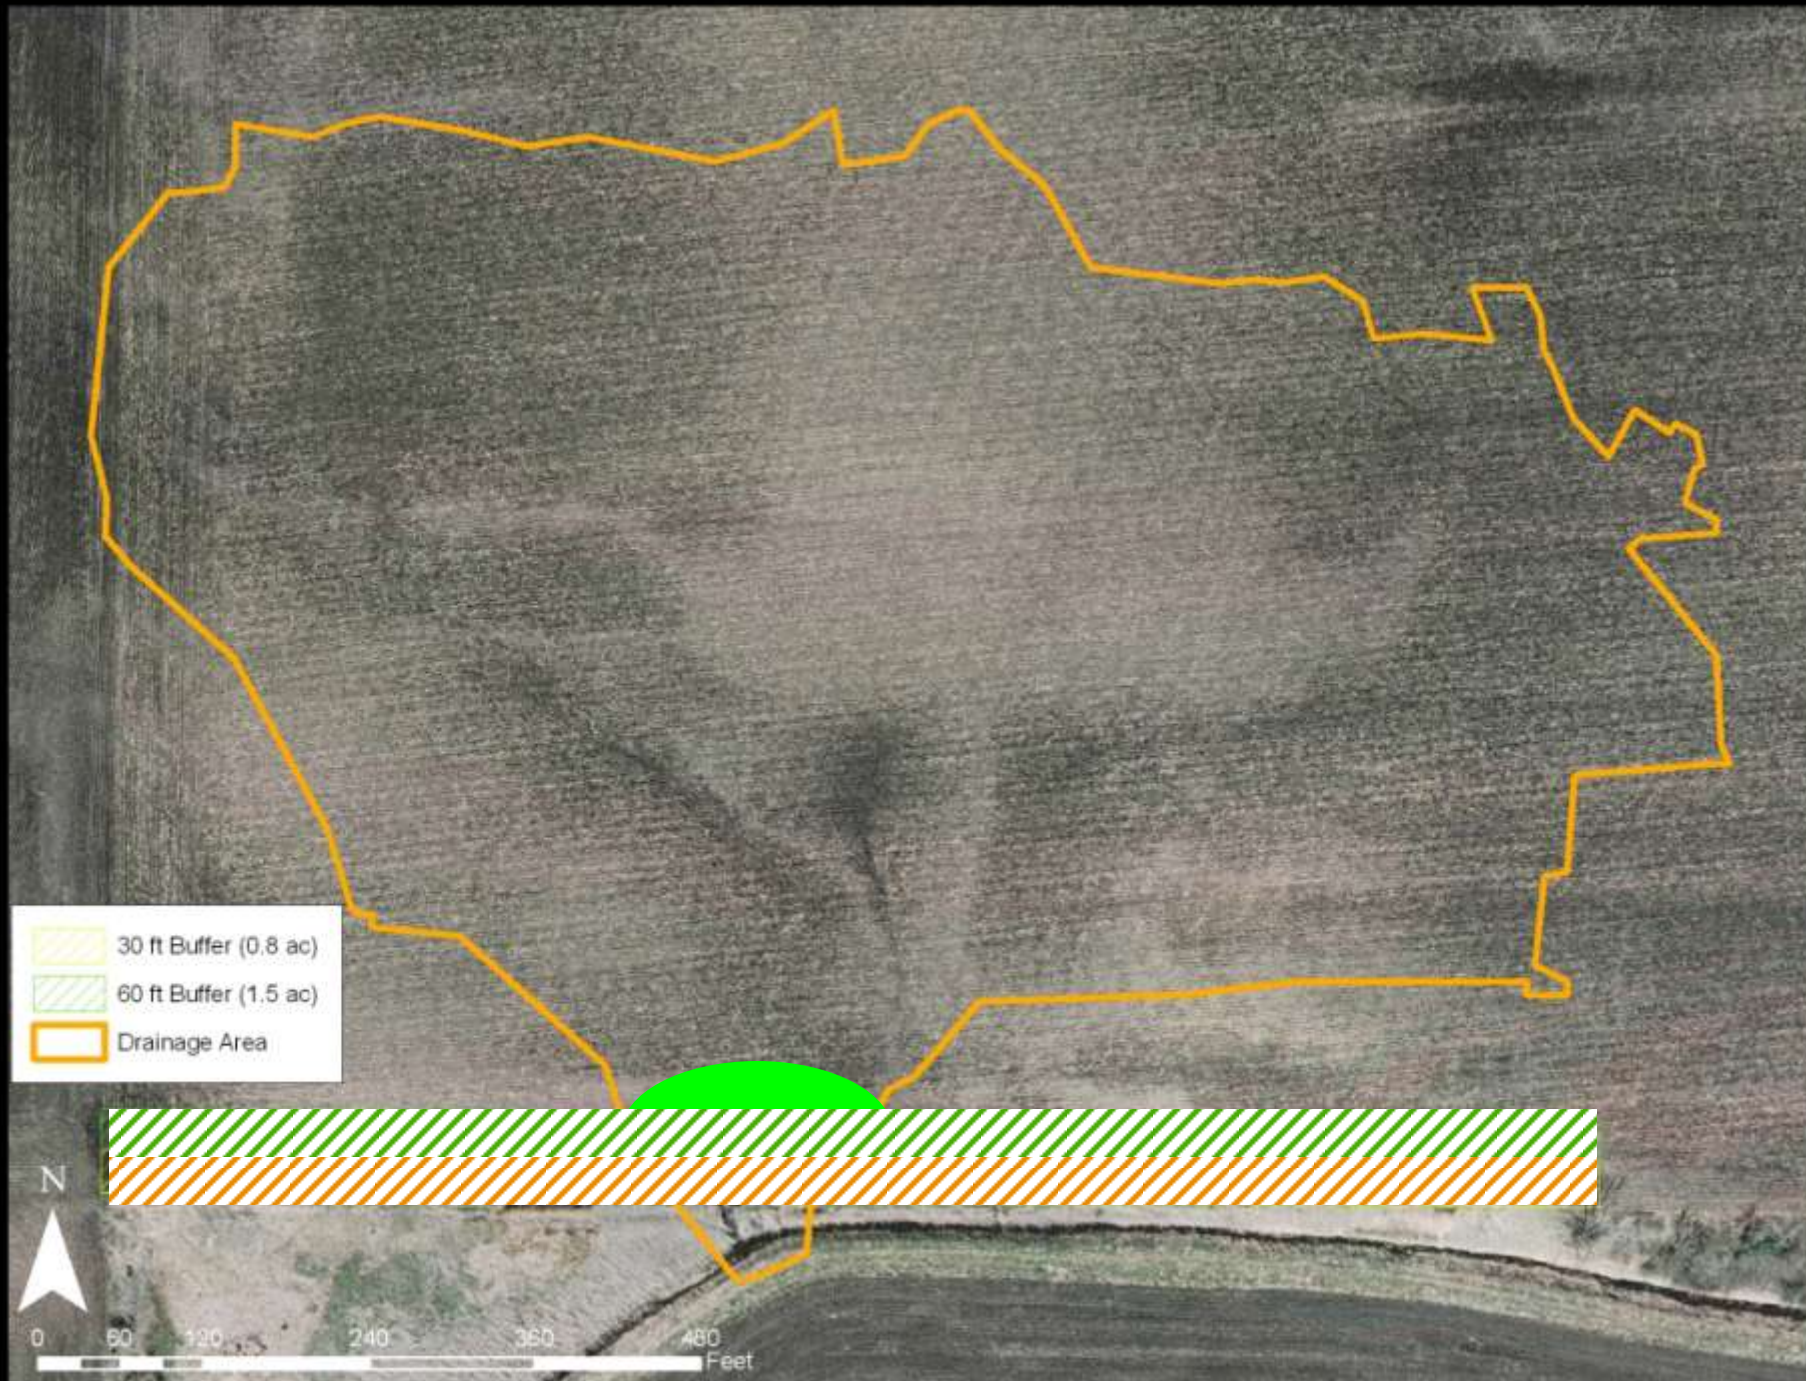 30 ft Buffer (0.8 ac)
60 ft Buffer (1.5 ac)
Drainage Area
N
0 60 120 240 360 480
Feet